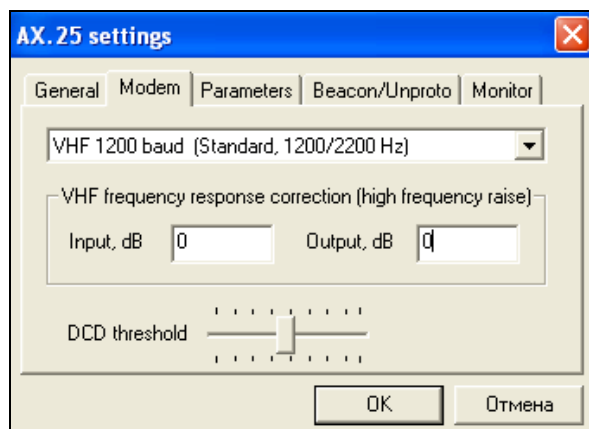 AX.25 settings
General Modem Parameters Beacon/Unproto Monitor
VHF 1200 baud (Standard, 1200/2200 Hz)
VHF frequency response correction (high frequency raise)
Input, dB 0 Output, dB 0
DCD threshold
OK Отмена